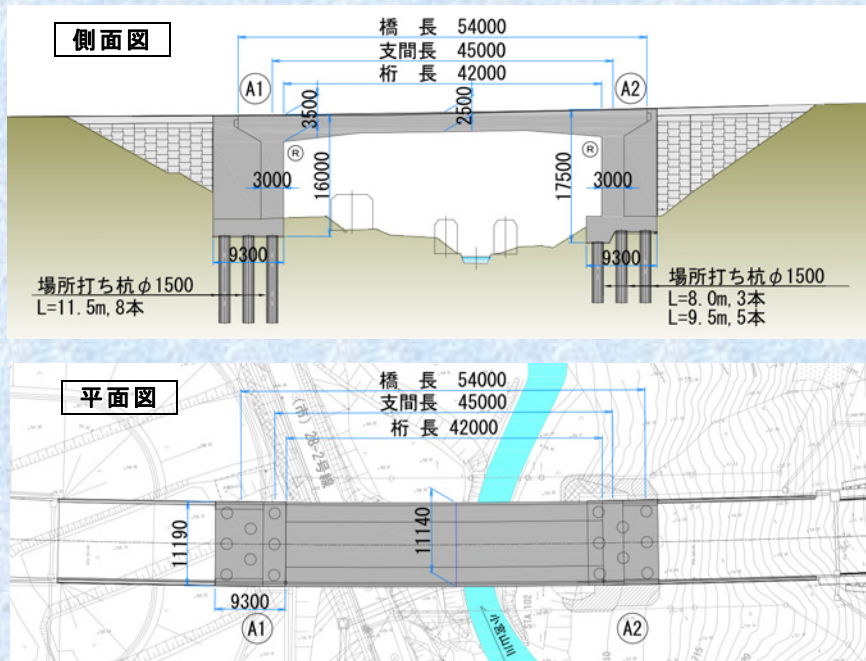 側面図
橋 長 54000
支間長 45000
桁 長 42000
A1
A2
3500
2500
R
R
3000
16000
17500
3000
9300
9300
場所打ち杭φ1500
L=11.5m,8本
場所打ち杭φ1500
L=8.0m,3本
L=9.5m,5本
平面図
橋 長 54000
支間長 45000
桁 長 42000
(市)28-2号線
11190
11140
9300
A1
A2
小宮山川
STA 102